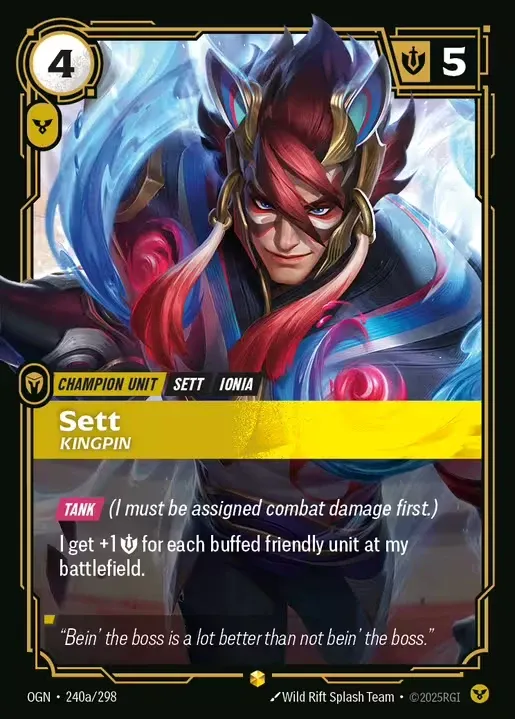 4
5
CHAMPION UNIT SETT IONIA
Sett
KINGPIN
TANK (I must be assigned combat damage first.)
I get +1 for each buffed friendly unit at my
battlefield.
“Bein’ the boss is a lot better than not bein’ the boss.”
OGN • 240a/298 Wild Rift Splash Team • ©2025RGI